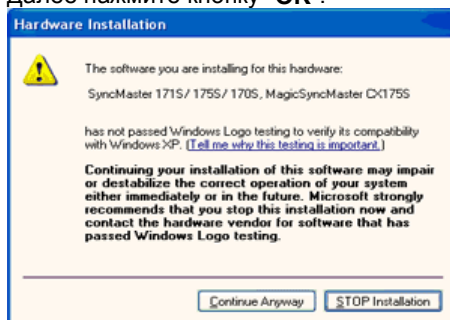 Далее нажмите кнопку "OK".
Hardware Installation
The software you are installing for this hardware:
SyncMaster 171S/ 175S/ 170S, MagicSyncMaster CX175S
has not passed Windows Logo testing to verify its compatibility
with Windows XP. (Tell me why this testing is important.)
Continuing your installation of this software may impair
or destabilize the correct operation of your system
either immediately or in the future. Microsoft strongly
recommends that you stop this installation now and
contact the hardware vendor for software that has
passed Windows Logo testing.
Continue Anyway STOP Installation